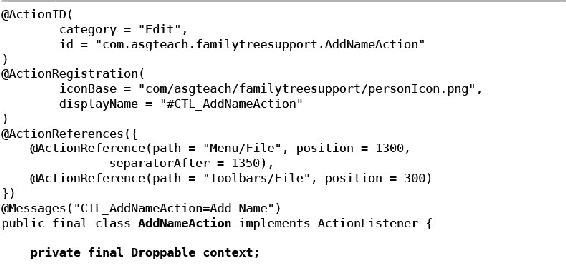 @ActionID(
category = "Edit",
id = "com.asgteach.familytreesupport.AddNameAction"
)
@ActionRegistration(
iconBase = "com/asgteach/familytreesupport/personIcon.png",
displayName = "#CTL_AddNameAction"
)
@ActionReferences({
@ActionReference(path = "Menu/File", position = 1300,
separatorAfter = 1350),
@ActionReference(path = "Toolbars/File", position = 300)
})
@Messages("CTL_AddNameAction=Add Name")
public final class AddNameAction implements ActionListener {
private final Droppable context;